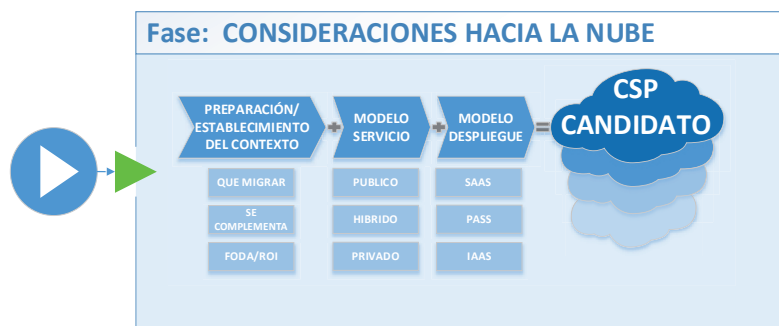 Fase: CONSIDERACIONES HACIA LA NUBE
PREPARACIÓN/
ESTABLECIMIENTO
DEL CONTEXTO
+
MODELO
SERVICIO
+
MODELO
DESPLIEGUE
=
CSP
CANDIDATO
QUE MIGRAR
PUBLICO
SAAS
SE
COMPLEMENTA
HIBRIDO
PASS
FODA/ROI
PRIVADO
IAAS